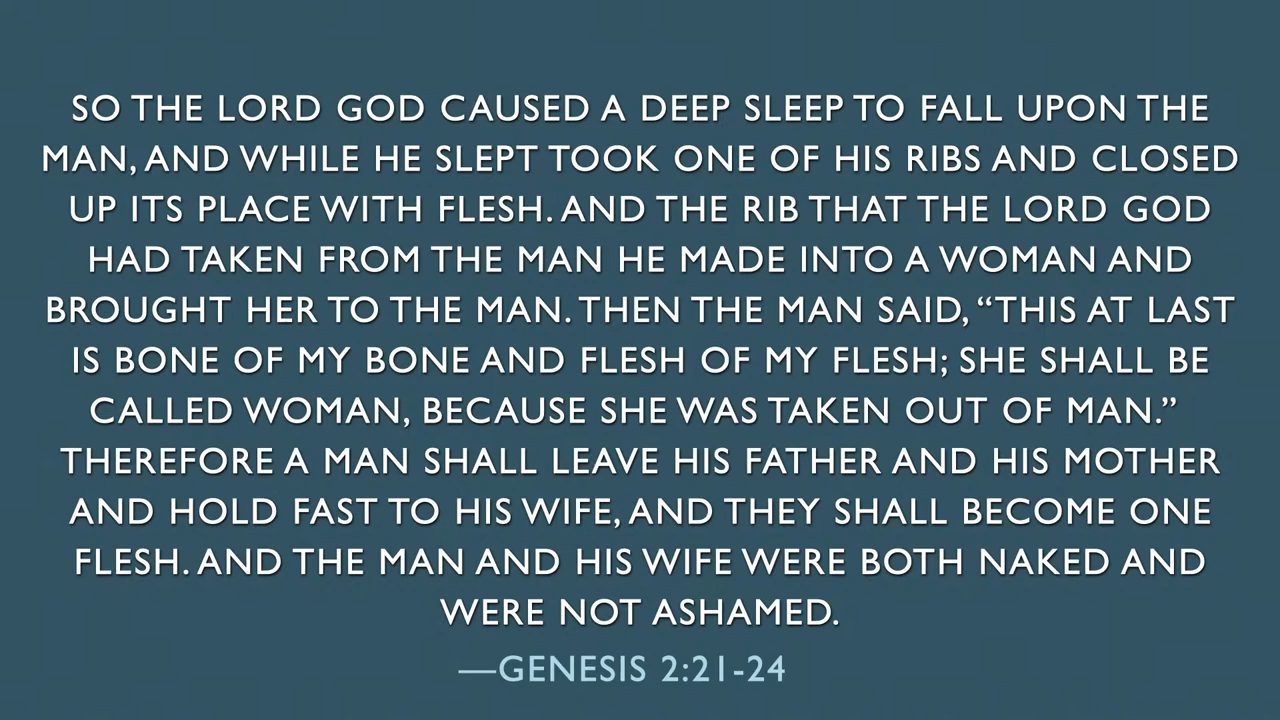 SO THE LORD GOD CAUSED A DEEP SLEEP TO FALL UPON THE
MAN, AND WHILE HE SLEPT TOOK ONE OF HIS RIBS AND CLOSED
UP ITS PLACE WITH FLESH. AND THE RIB THAT THE LORD GOD
HAD TAKEN FROM THE MAN HE MADE INTO A WOMAN AND
BROUGHT HER TO THE MAN. THEN THE MAN SAID, “THIS AT LAST
IS BONE OF MY BONE AND FLESH OF MY FLESH; SHE SHALL BE
CALLED WOMAN, BECAUSE SHE WAS TAKEN OUT OF MAN.”
THEREFORE A MAN SHALL LEAVE HIS FATHER AND HIS MOTHER
AND HOLD FAST TO HIS WIFE, AND THEY SHALL BECOME ONE
FLESH. AND THE MAN AND HIS WIFE WERE BOTH NAKED AND
WERE NOT ASHAMED.
—GENESIS 2:21-24